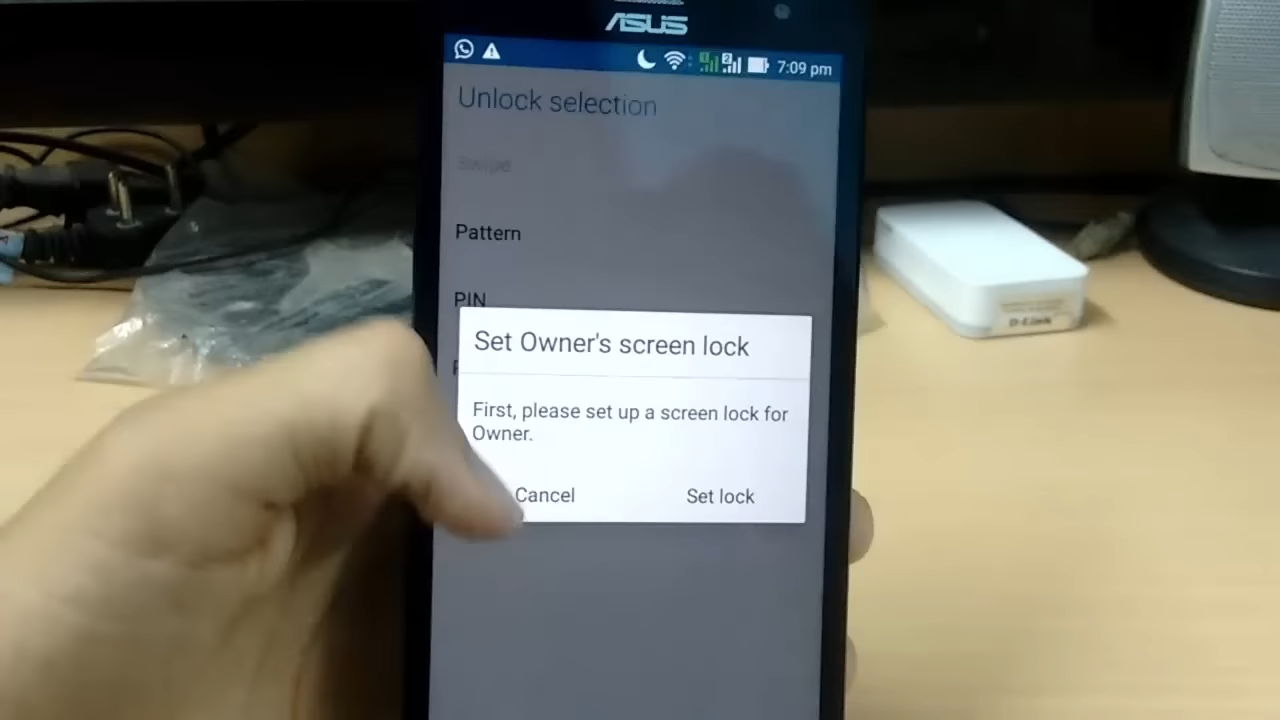 ASUS
7:09 pm
Unlock selection
Swipe
Pattern
PIN
Set Owner's screen lock
First, please set up a screen lock for
Owner.
Cancel
Set lock
D-Link